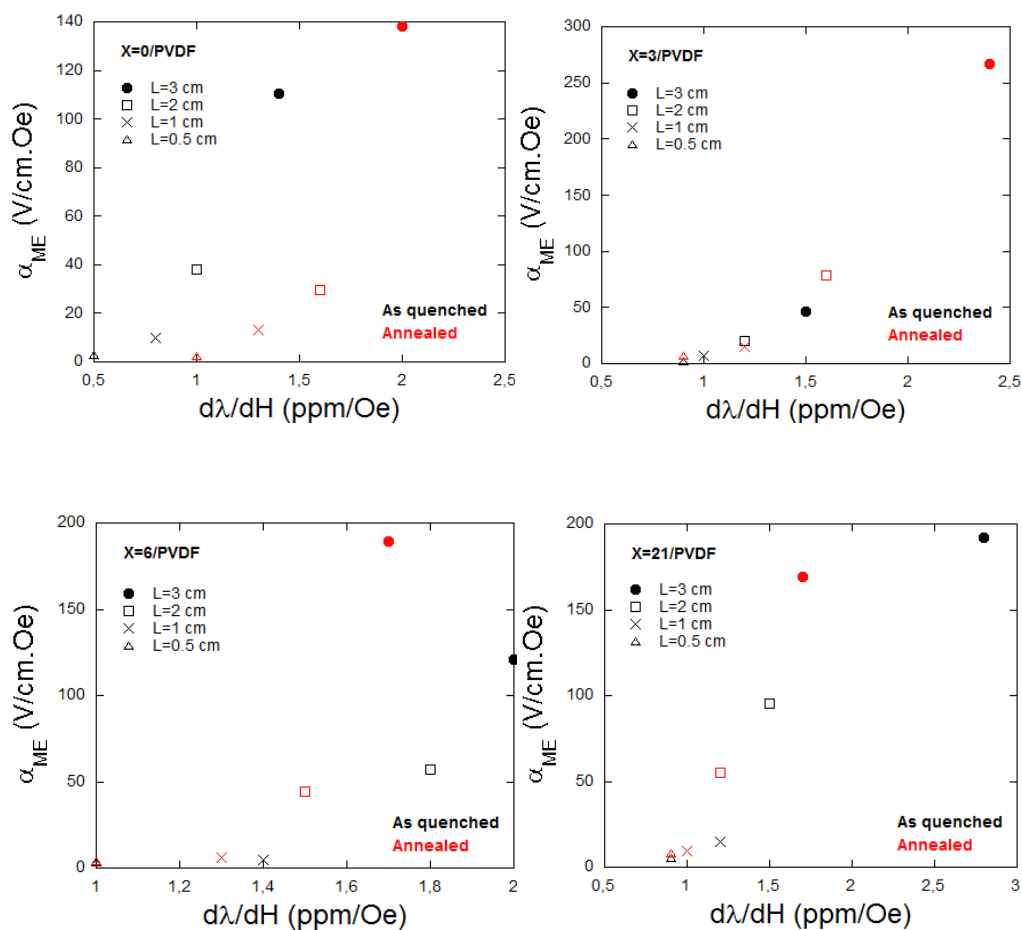 X=0/PVDF
L=3 cm
L=2 cm
L=1 cm
L=0.5 cm
As quenched
Annealed
140
120
100
80
60
40
20
0
0,5
1
1,5
2
2,5
α_ME (V/cm.Oe)
dλ/dH (ppm/Oe)
X=3/PVDF
L=3 cm
L=2 cm
L=1 cm
L=0.5 cm
As quenched
Annealed
300
250
200
150
100
50
0
0,5
1
1,5
2
2,5
α_ME (V/cm.Oe)
dλ/dH (ppm/Oe)
X=6/PVDF
L=3 cm
L=2 cm
L=1 cm
L=0.5 cm
As quenched
Annealed
200
150
100
50
0
1
1,2
1,4
1,6
1,8
2
α_ME (V/cm.Oe)
dλ/dH (ppm/Oe)
X=21/PVDF
L=3 cm
L=2 cm
L=1 cm
L=0.5 cm
As quenched
Annealed
200
150
100
50
0
0,5
1
1,5
2
2,5
3
α_ME (V/cm.Oe)
dλ/dH (ppm/Oe)